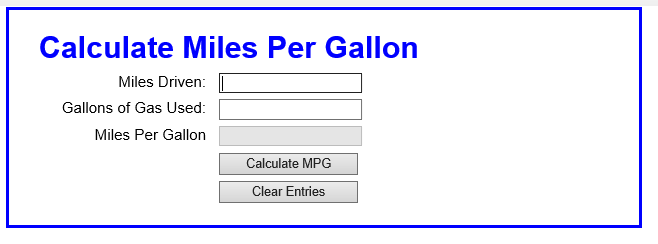 Calculate Miles Per Gallon
Miles Driven:
Gallons of Gas Used:
Miles Per Gallon
Calculate MPG
Clear Entries